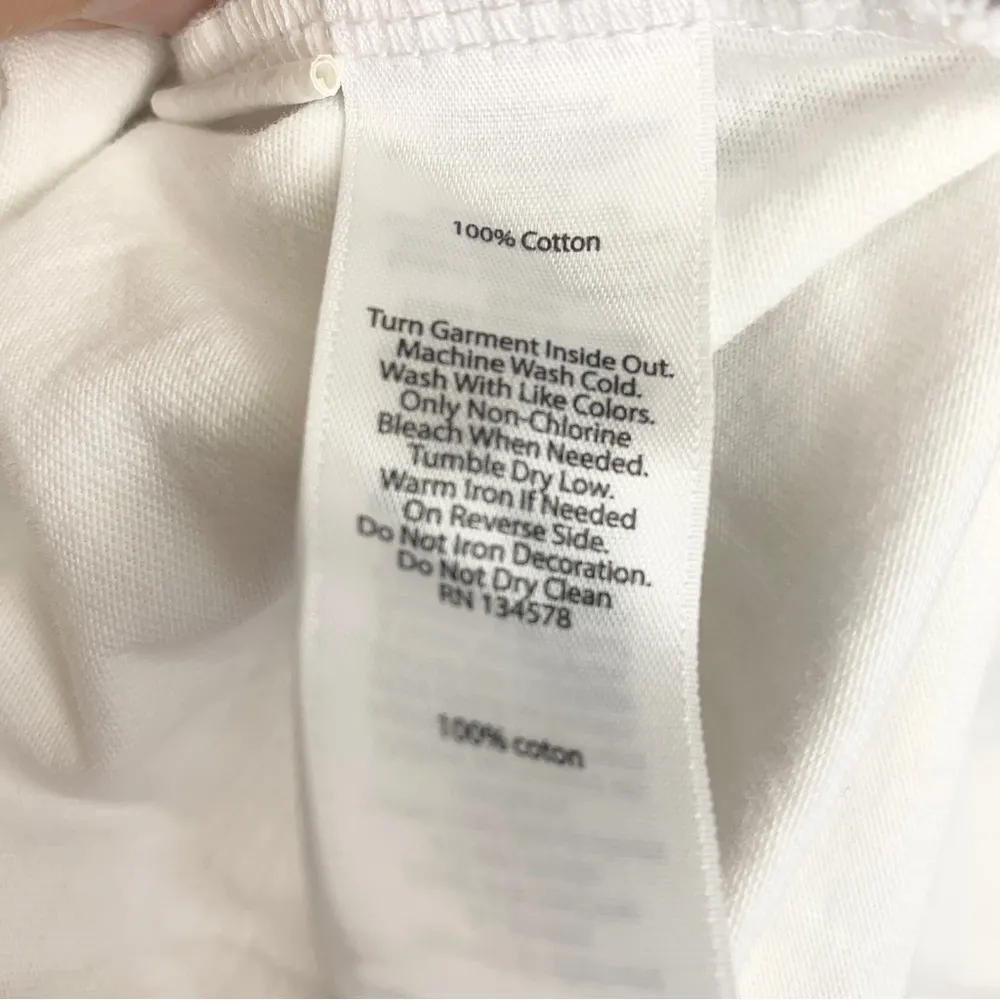 100% Cotton
Turn Garment Inside Out.
Machine Wash Cold.
Wash With Like Colors.
Only Non-Chlorine
Bleach When Needed.
Tumble Dry Low.
Warm Iron If Needed
On Reverse Side.
Do Not Iron Decoration.
Do Not Dry Clean
RN 134578
100% coton